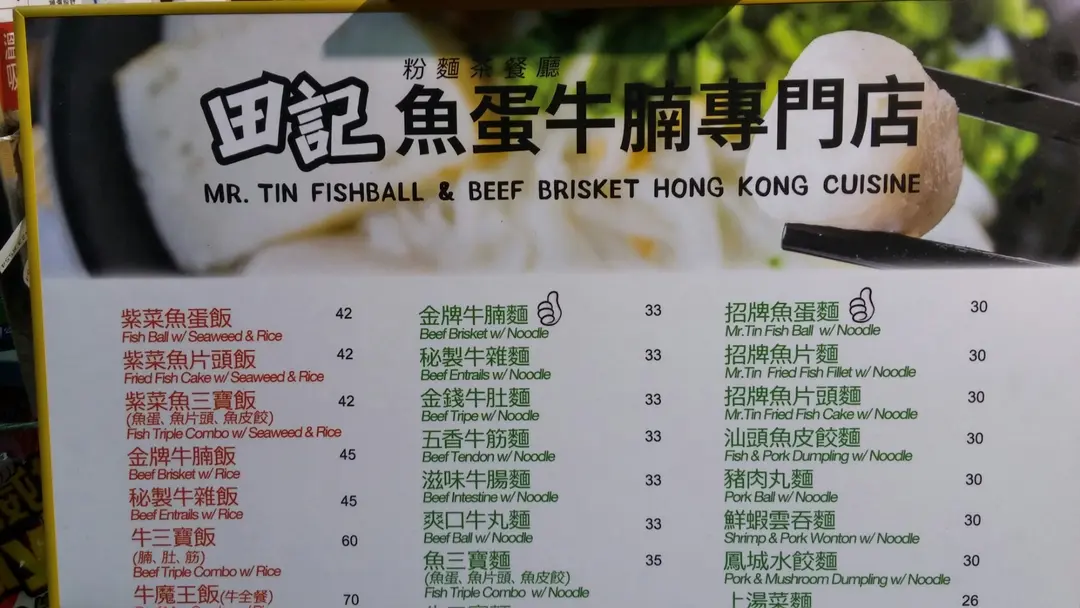 粉麵茶餐廳
田記魚蛋牛腩專門店
MR. TIN FISHBALL & BEEF BRISKET HONG KONG CUISINE
紫菜魚蛋飯 42
Fish Ball w/ Seaweed & Rice
紫菜魚片頭飯 42
Fried Fish Cake w/ Seaweed & Rice
紫菜魚三寶飯 42
(魚蛋、魚片頭、魚皮餃)
Fish Triple Combo w/ Seaweed & Rice
金牌牛腩飯 45
Beef Brisket w/ Rice
秘製牛雜飯 45
Beef Entrails w/ Rice
牛三寶飯 60
(腩、肚、筋)
Beef Triple Combo w/ Rice
牛魔王飯(牛全餐) 70
金牌牛腩麵 33
Beef Brisket w/ Noodle
秘製牛雜麵 33
Beef Entrails w/ Noodle
金錢牛肚麵 33
Beef Tripe w/ Noodle
五香牛筋麵 33
Beef Tendon w/ Noodle
滋味牛腸麵 33
Beef Intestine w/ Noodle
爽口牛丸麵 33
Beef Ball w/ Noodle
魚三寶麵 35
(魚蛋、魚片頭、魚皮餃)
Fish Triple Combo w/ Noodle
招牌魚蛋麵 30
Mr.Tin Fish Ball w/ Noodle
招牌魚片麵 30
Mr.Tin Fried Fish Fillet w/ Noodle
招牌魚片頭麵 30
Mr.Tin Fried Fish Cake w/ Noodle
汕頭魚皮餃麵 30
Fish & Pork Dumpling w/ Noodle
豬肉丸麵 30
Pork Ball w/ Noodle
鮮蝦雲吞麵 30
Shrimp & Pork Wonton w/ Noodle
鳳城水餃麵 30
Pork & Mushroom Dumpling w/ Noodle
上湯菜麵 26